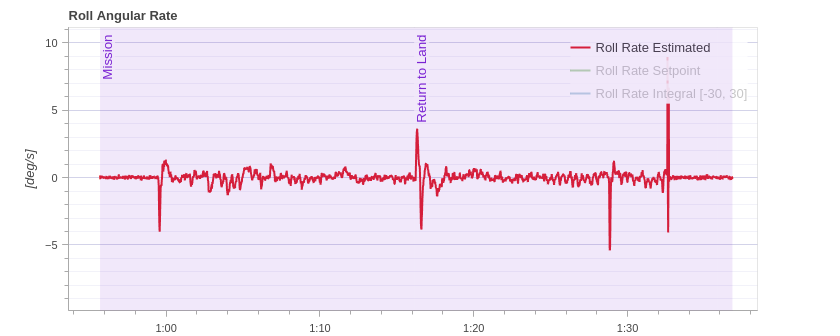 Roll Angular Rate
Mission
Return to Land
Roll Rate Estimated
Roll Rate Setpoint
Roll Rate Integral [-30, 30]
[deg/s]
10
5
0
−5
1:00
1:10
1:20
1:30